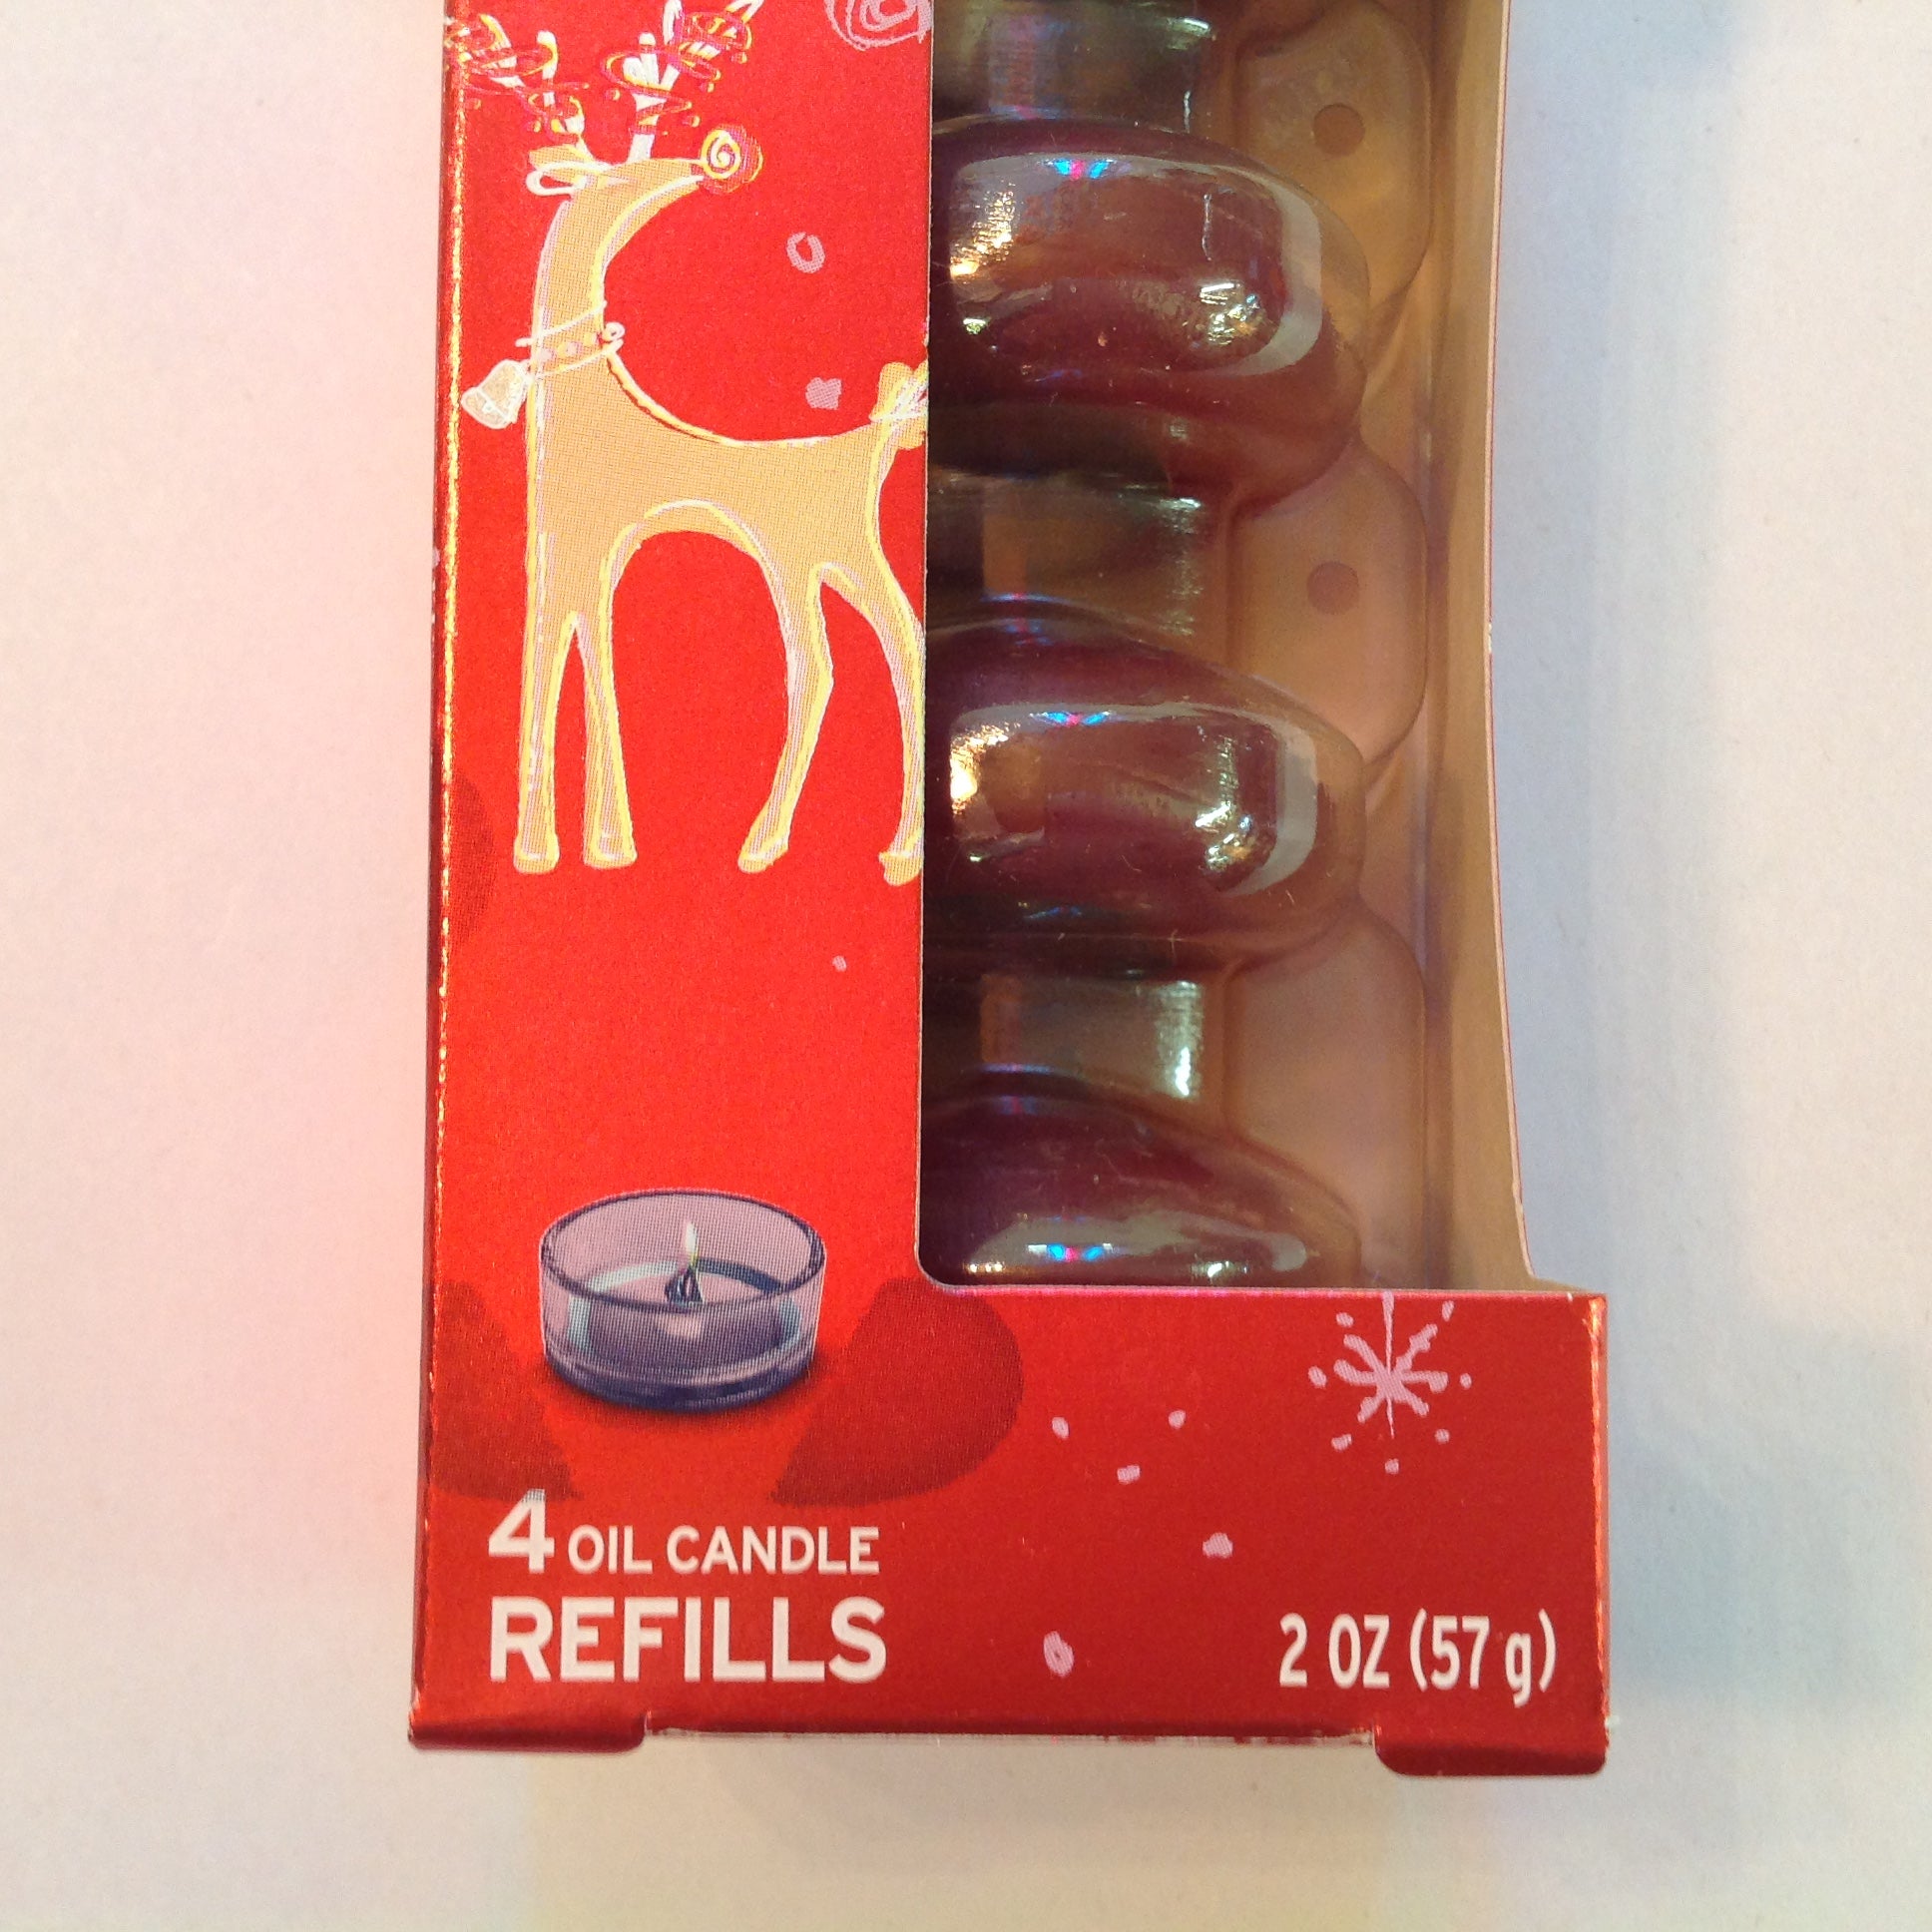 4 OIL CANDLE
REFILLS
2 OZ (57 g)